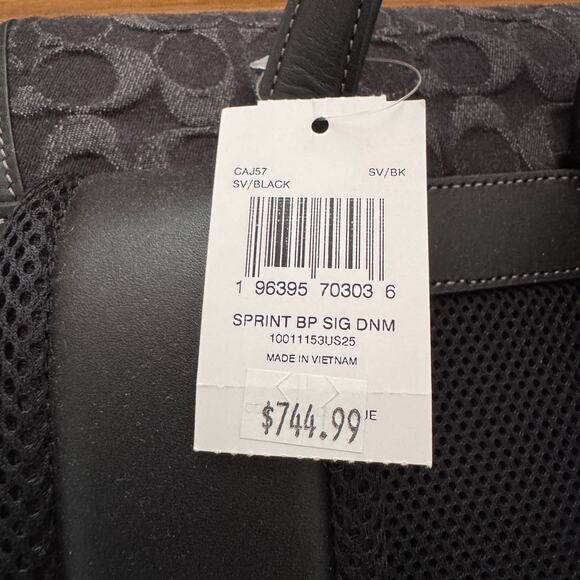 CAJ57 SV/BK
SV/BLACK
1 96395 70303 6
SPRINT BP SIG DNM
10011153US25
MADE IN VIETNAM
$744.99